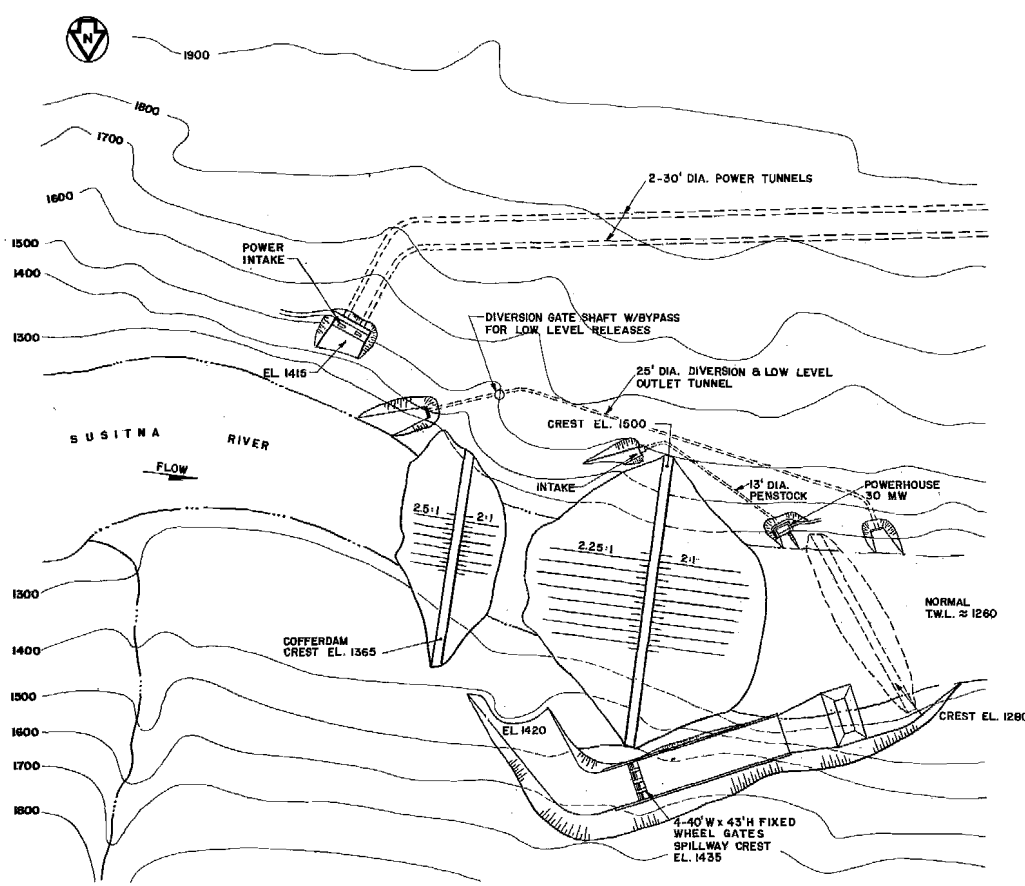 N
1900
1800
1700
1600
1500
1400
1300
2-30' DIA. POWER TUNNELS
POWER
INTAKE
EL 1415
DIVERSION GATE SHAFT W/BYPASS
FOR LOW LEVEL RELEASES
25' DIA. DIVERSION & LOW LEVEL
OUTLET TUNNEL
CREST EL. 1500
SUSITNA RIVER
FLOW
INTAKE
13' DIA.
PENSTOCK
POWERHOUSE
30 MW
2.5:1
2:1
2.25:1
2:1
NORMAL
T.W.L. ≈ 1260
COFFERDAM
CREST EL. 1365
1300
1400
1500
1600
1700
1800
EL 1420
CREST EL. 1280
4-40'W x 43'H FIXED
WHEEL GATES
SPILLWAY CREST
EL. 1435